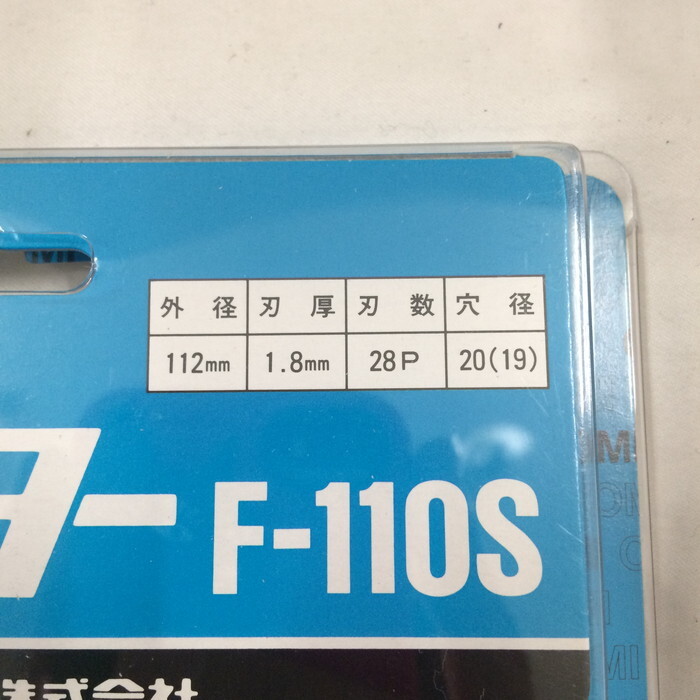 外径 刃厚 刃数 穴径
112mm 1.8mm 28P 20(19)
ター F-110S
株式会社